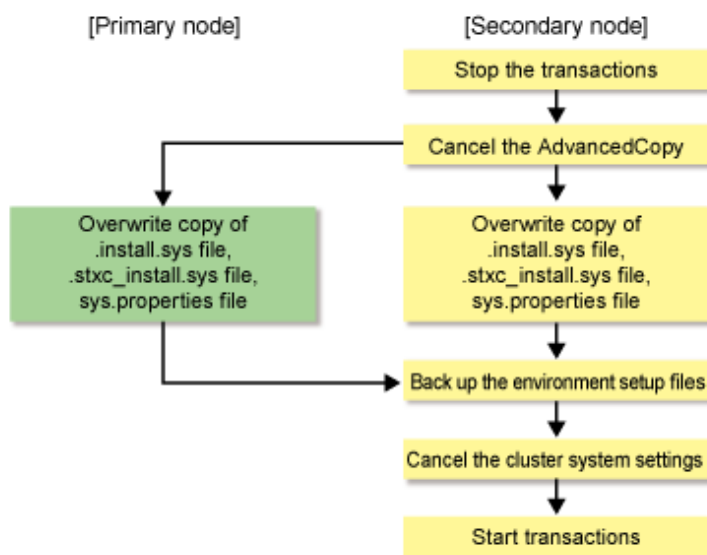 [Primary node]
[Secondary node]
Stop the transactions
Cancel the AdvancedCopy
Overwrite copy of
.install.sys file,
.stxc_install.sys file,
sys.properties file
Overwrite copy of
.install.sys file,
.stxc_install.sys file,
sys.properties file
Back up the environment setup files
Cancel the cluster system settings
Start transactions